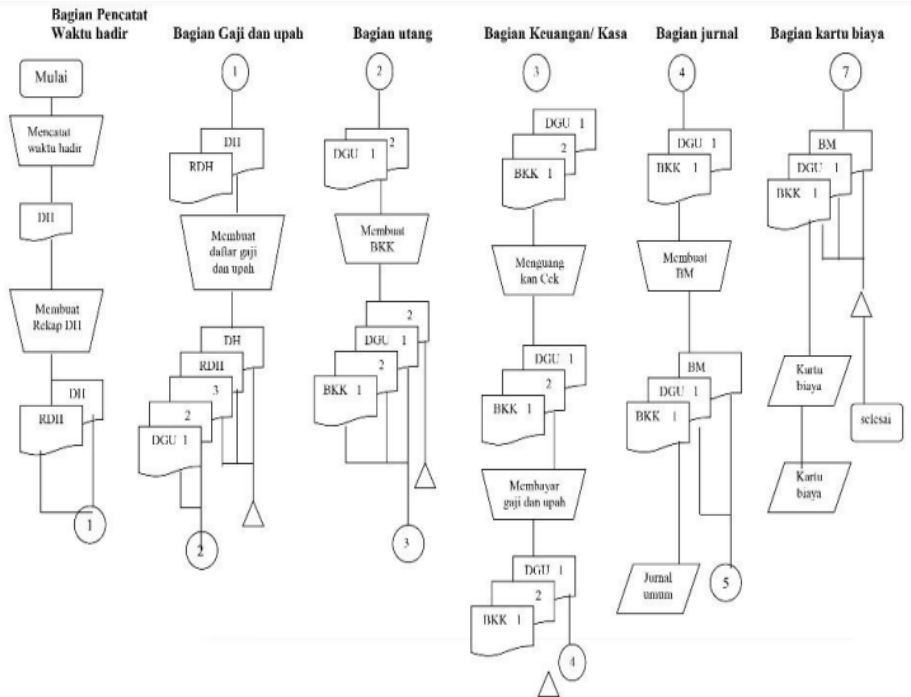 Bagian Pencatat
Waktu hadir
Mulai
Mencatat
waktu hadir
DH
Membuat
Rekap DH
DH
RDH
1
Bagian Gaji dan upah
1
DH
RDH
Membuat
daftar gaji
dan upah
DH
RDH
3
2
DGU 1
2
Bagian utang
2
2
DGU 1
Membuat
BKK
2
DGU 1
2
BKK 1
3
Bagian Keuangan/ Kasa
3
DGU 1
2
BKK 1
Menguang
kan Cek
DGU 1
2
BKK 1
Membayar
gaji dan upah
DGU 1
2
BKK 1
4
Bagian jurnal
4
DGU 1
BKK 1
Membuat
BM
BM
DGU 1
BKK 1
Jurnal
umum
5
Bagian kartu biaya
7
BM
DGU 1
BKK 1
Kartu
biaya
selesai
Kartu
biaya